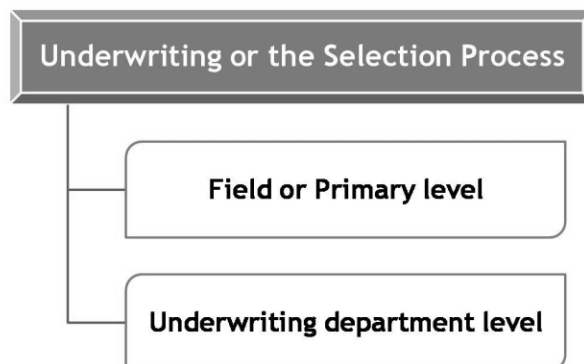 Underwriting or the Selection Process
Field or Primary level
Underwriting department level